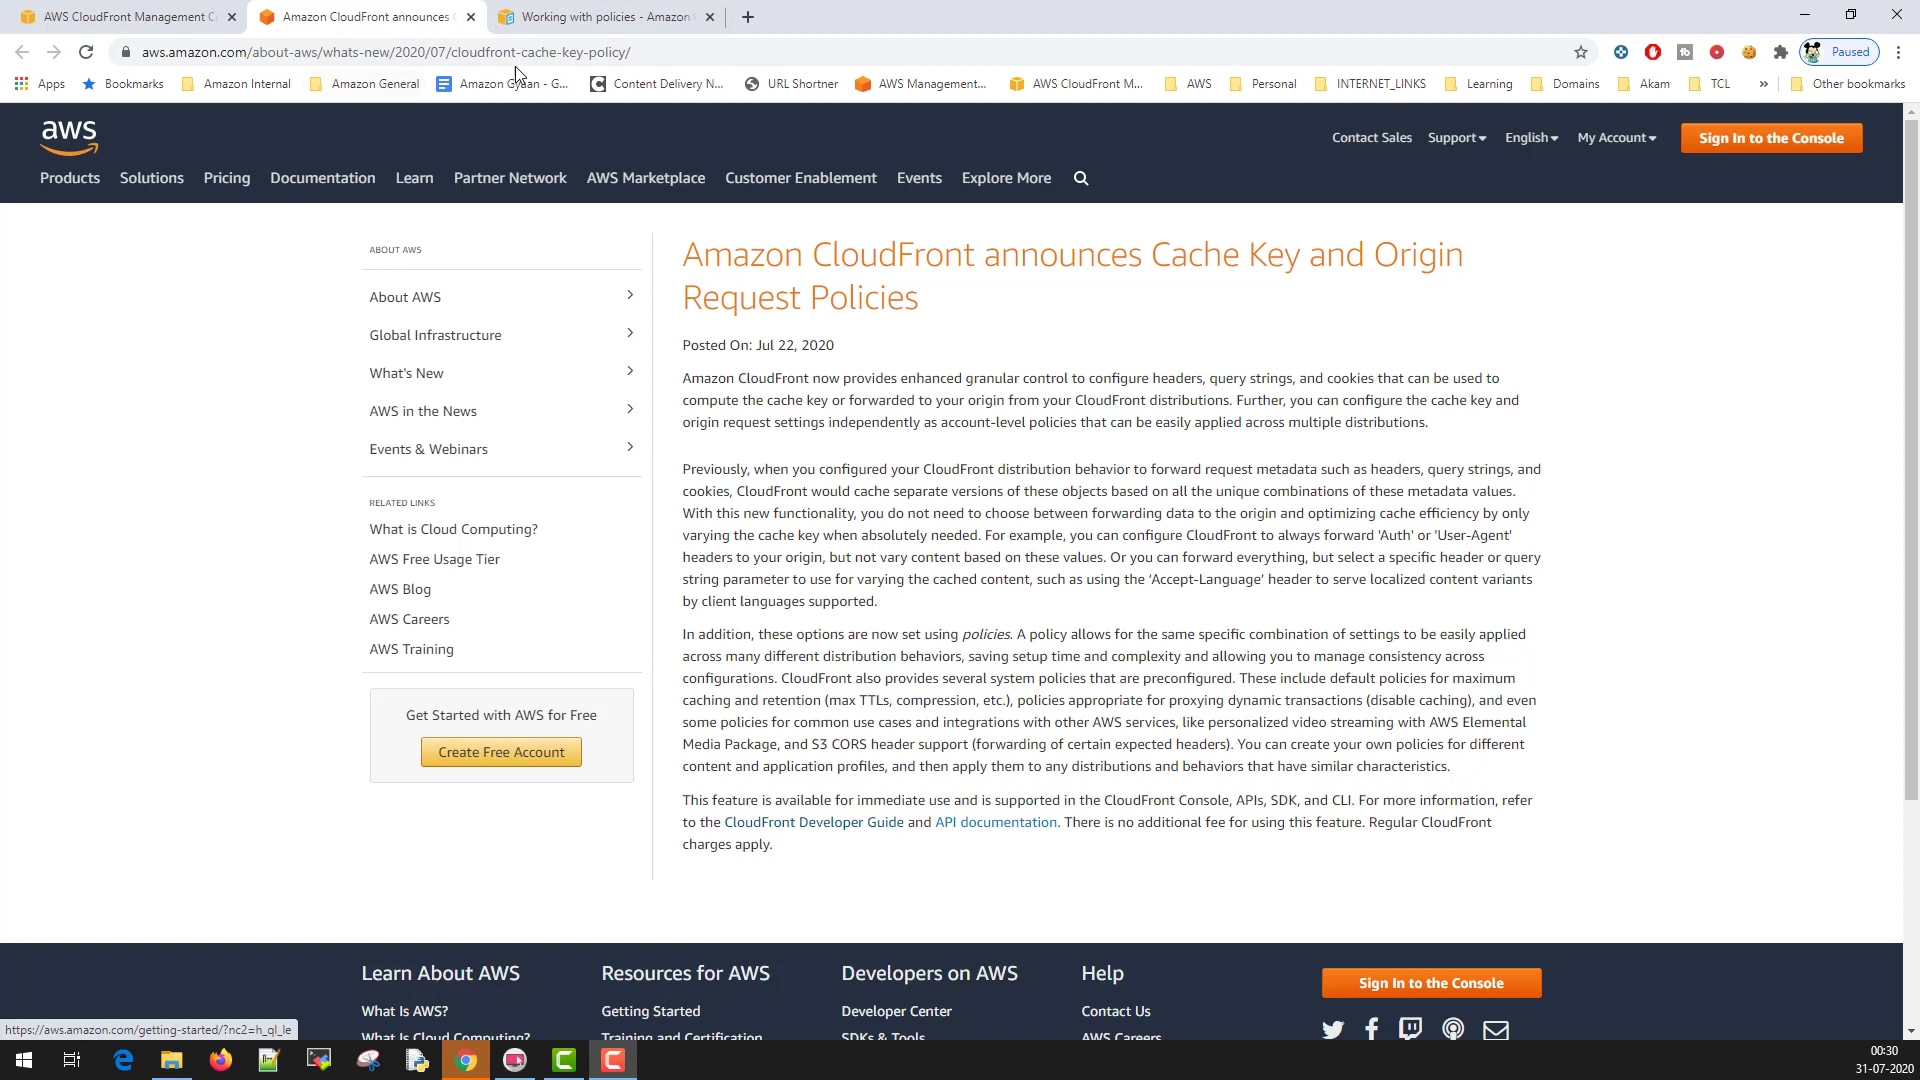 AWS CloudFront Management Co
Amazon CloudFront announces
Working with policies - Amazon
aws.amazon.com/about-aws/whats-new/2020/07/cloudfront-cache-key-policy/
Paused
Apps
Bookmarks
Amazon Internal
Amazon General
Amazon Gyaan - G...
Content Delivery N...
URL Shortner
AWS Management...
AWS CloudFront M...
AWS
Personal
INTERNET_LINKS
Learning
Domains
Akam
TCL
»
Other bookmarks
aws
Contact Sales
Support
English
My Account
Sign In to the Console
Products
Solutions
Pricing
Documentation
Learn
Partner Network
AWS Marketplace
Customer Enablement
Events
Explore More
ABOUT AWS
About AWS
Global Infrastructure
What's New
AWS in the News
Events & Webinars
RELATED LINKS
What is Cloud Computing?
AWS Free Usage Tier
AWS Blog
AWS Careers
AWS Training
Get Started with AWS for Free
Create Free Account
Amazon CloudFront announces Cache Key and Origin
Request Policies
Posted On: Jul 22, 2020
Amazon CloudFront now provides enhanced granular control to configure headers, query strings, and cookies that can be used to
compute the cache key or forwarded to your origin from your CloudFront distributions. Further, you can configure the cache key and
origin request settings independently as account-level policies that can be easily applied across multiple distributions.
Previously, when you configured your CloudFront distribution behavior to forward request metadata such as headers, query strings, and
cookies, CloudFront would cache separate versions of these objects based on all the unique combinations of these metadata values.
With this new functionality, you do not need to choose between forwarding data to the origin and optimizing cache efficiency by only
varying the cache key when absolutely needed. For example, you can configure CloudFront to always forward 'Auth' or 'User-Agent'
headers to your origin, but not vary content based on these values. Or you can forward everything, but select a specific header or query
string parameter to use for varying the cached content, such as using the ‘Accept-Language’ header to serve localized content variants
by client languages supported.
In addition, these options are now set using policies. A policy allows for the same specific combination of settings to be easily applied
across many different distribution behaviors, saving setup time and complexity and allowing you to manage consistency across
configurations. CloudFront also provides several system policies that are preconfigured. These include default policies for maximum
caching and retention (max TTLs, compression, etc.), policies appropriate for proxying dynamic transactions (disable caching), and even
some policies for common use cases and integrations with other AWS services, like personalized video streaming with AWS Elemental
Media Package, and S3 CORS header support (forwarding of certain expected headers). You can create your own policies for different
content and application profiles, and then apply them to any distributions and behaviors that have similar characteristics.
This feature is available for immediate use and is supported in the CloudFront Console, APIs, SDK, and CLI. For more information, refer
to the CloudFront Developer Guide and API documentation. There is no additional fee for using this feature. Regular CloudFront
charges apply.
Learn About AWS
What Is AWS?
What Is Cloud Computing?
Resources for AWS
Getting Started
Training and Certification
Developers on AWS
Developer Center
SDKs & Tools
Help
Contact Us
AWS Careers
Sign In to the Console
https://aws.amazon.com/getting-started/?nc2=h_ql_le
00:30
31-07-2020